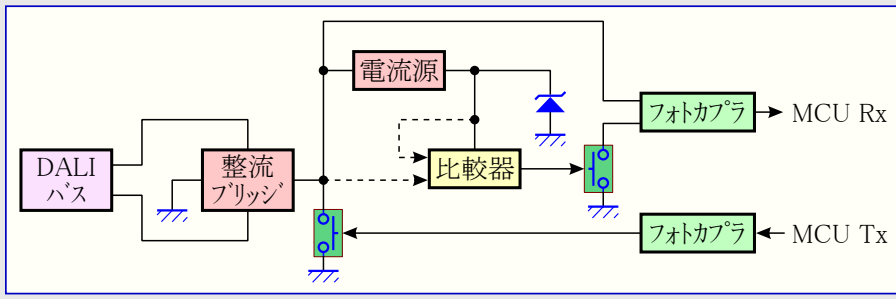 電流源
フォトカプラ
MCU Rx
DALI
バス
整流
ブリッジ
比較器
フォトカプラ
MCU Tx